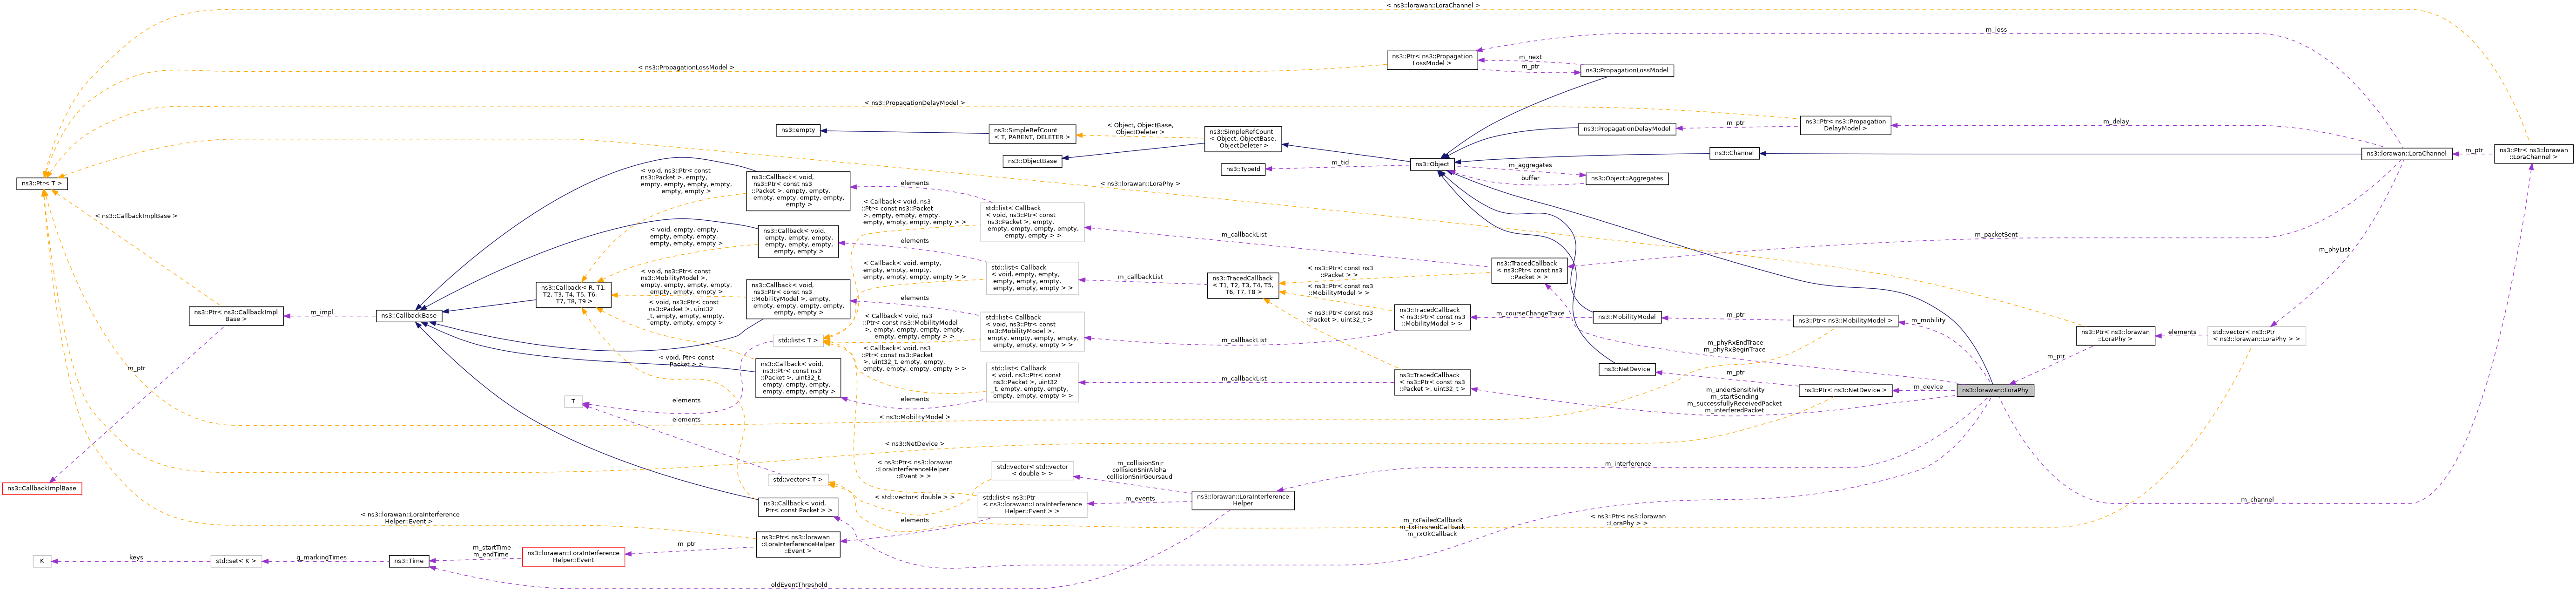 < ns3::lorawan::LoraChannel >
m_loss
ns3::Ptr< ns3::Propagation
LossModel >
m_next
m_ptr
ns3::PropagationLossModel
< ns3::PropagationLossModel >
< ns3::PropagationDelayModel >
ns3::Ptr< ns3::Propagation
DelayModel >
m_delay
m_ptr
ns3::PropagationDelayModel
ns3::empty
ns3::SimpleRefCount
< T, PARENT, DELETER >
< Object, ObjectBase,
ObjectDeleter >
ns3::SimpleRefCount
< Object, ObjectBase,
ObjectDeleter >
ns3::ObjectBase
ns3::TypeId
m_tid
ns3::Object
m_aggregates
buffer
ns3::Object::Aggregates
ns3::Channel
ns3::lorawan::LoraChannel
m_ptr
ns3::Ptr< ns3::lorawan
::LoraChannel >
ns3::Ptr< T >
< ns3::CallbackImplBase >
< ns3::lorawan::LoraPhy >
< void, ns3::Ptr< const
ns3::Packet >, empty,
empty, empty, empty, empty,
empty, empty >
ns3::Callback< void,
ns3::Ptr< const ns3
::Packet >, empty, empty,
empty, empty, empty, empty,
empty >
elements
< Callback< void, ns3
::Ptr< const ns3::Packet
>, empty, empty, empty,
empty, empty, empty, empty > >
std::list< Callback
< void, ns3::Ptr< const
ns3::Packet >, empty,
empty, empty, empty, empty,
empty, empty > >
m_callbackList
m_packetSent
m_phyList
< void, empty, empty,
empty, empty, empty,
empty, empty, empty >
ns3::Callback< void,
empty, empty, empty,
empty, empty, empty,
empty, empty >
elements
< Callback< void, empty,
empty, empty, empty,
empty, empty, empty, empty > >
std::list< Callback
< void, empty, empty,
empty, empty, empty,
empty, empty, empty > >
m_callbackList
ns3::TracedCallback
< T1, T2, T3, T4, T5,
T6, T7, T8 >
< ns3::Ptr< const ns3
::Packet > >
< ns3::Ptr< const ns3
::MobilityModel > >
< ns3::Ptr< const ns3
::Packet >, uint32_t >
ns3::TracedCallback
< ns3::Ptr< const ns3
::Packet > >
ns3::Callback< R, T1,
T2, T3, T4, T5, T6,
T7, T8, T9 >
< void, ns3::Ptr< const
ns3::MobilityModel >,
empty, empty, empty, empty,
empty, empty, empty >
< void, ns3::Ptr< const
ns3::Packet >, uint32
_t, empty, empty, empty,
empty, empty, empty >
ns3::Callback< void,
ns3::Ptr< const ns3
::MobilityModel >, empty,
empty, empty, empty, empty,
empty, empty >
elements
< Callback< void, ns3
::Ptr< const ns3::MobilityModel
>, empty, empty, empty,
empty, empty, empty, empty > >
std::list< Callback
< void, ns3::Ptr< const
ns3::MobilityModel >,
empty, empty, empty, empty,
empty, empty, empty > >
m_callbackList
ns3::TracedCallback
< ns3::Ptr< const ns3
::MobilityModel > >
m_courseChangeTrace
ns3::MobilityModel
m_ptr
ns3::Ptr< ns3::MobilityModel >
m_mobility
ns3::Ptr< ns3::CallbackImpl
Base >
m_impl
ns3::CallbackBase
std::list< T >
ns3::Ptr< ns3::lorawan
::LoraPhy >
elements
std::vector< ns3::Ptr
< ns3::lorawan::LoraPhy > >
m_ptr
m_phyRxEndTrace
m_phyRxBeginTrace
< void, Ptr< const
Packet > >
ns3::Callback< void,
ns3::Ptr< const ns3
::Packet >, uint32_t,
empty, empty, empty,
empty, empty, empty >
< Callback< void, ns3
::Ptr< const ns3::Packet
>, uint32_t, empty, empty,
empty, empty, empty, empty > >
elements
std::list< Callback
< void, ns3::Ptr< const
ns3::Packet >, uint32
_t, empty, empty, empty,
empty, empty, empty > >
m_callbackList
ns3::TracedCallback
< ns3::Ptr< const ns3
::Packet >, uint32_t >
ns3::NetDevice
m_ptr
ns3::Ptr< ns3::NetDevice >
m_device
ns3::lorawan::LoraPhy
m_underSensitivity
m_startSending
m_successfullyReceivedPacket
m_interferedPacket
m_ptr
T
elements
elements
< ns3::MobilityModel >
< ns3::NetDevice >
ns3::CallbackImplBase
std::vector< T >
< ns3::Ptr< ns3::lorawan
::LoraInterferenceHelper
::Event > >
< std::vector< double > >
std::vector< std::vector
< double > >
m_collisionSnir
collisionSnirAloha
collisionSnirGoursaud
m_interference
std::list< ns3::Ptr
< ns3::lorawan::LoraInterference
Helper::Event > >
m_events
ns3::lorawan::LoraInterference
Helper
m_channel
ns3::Callback< void,
Ptr< const Packet > >
elements
< ns3::lorawan::LoraInterference
Helper::Event >
m_rxFailedCallback
m_txFinishedCallback
m_rxOkCallback
< ns3::Ptr< ns3::lorawan
::LoraPhy > >
ns3::Ptr< ns3::lorawan
::LoraInterferenceHelper
::Event >
m_ptr
ns3::lorawan::LoraInterference
Helper::Event
m_startTime
m_endTime
ns3::Time
g_markingTimes
std::set< K >
keys
K
oldEventThreshold